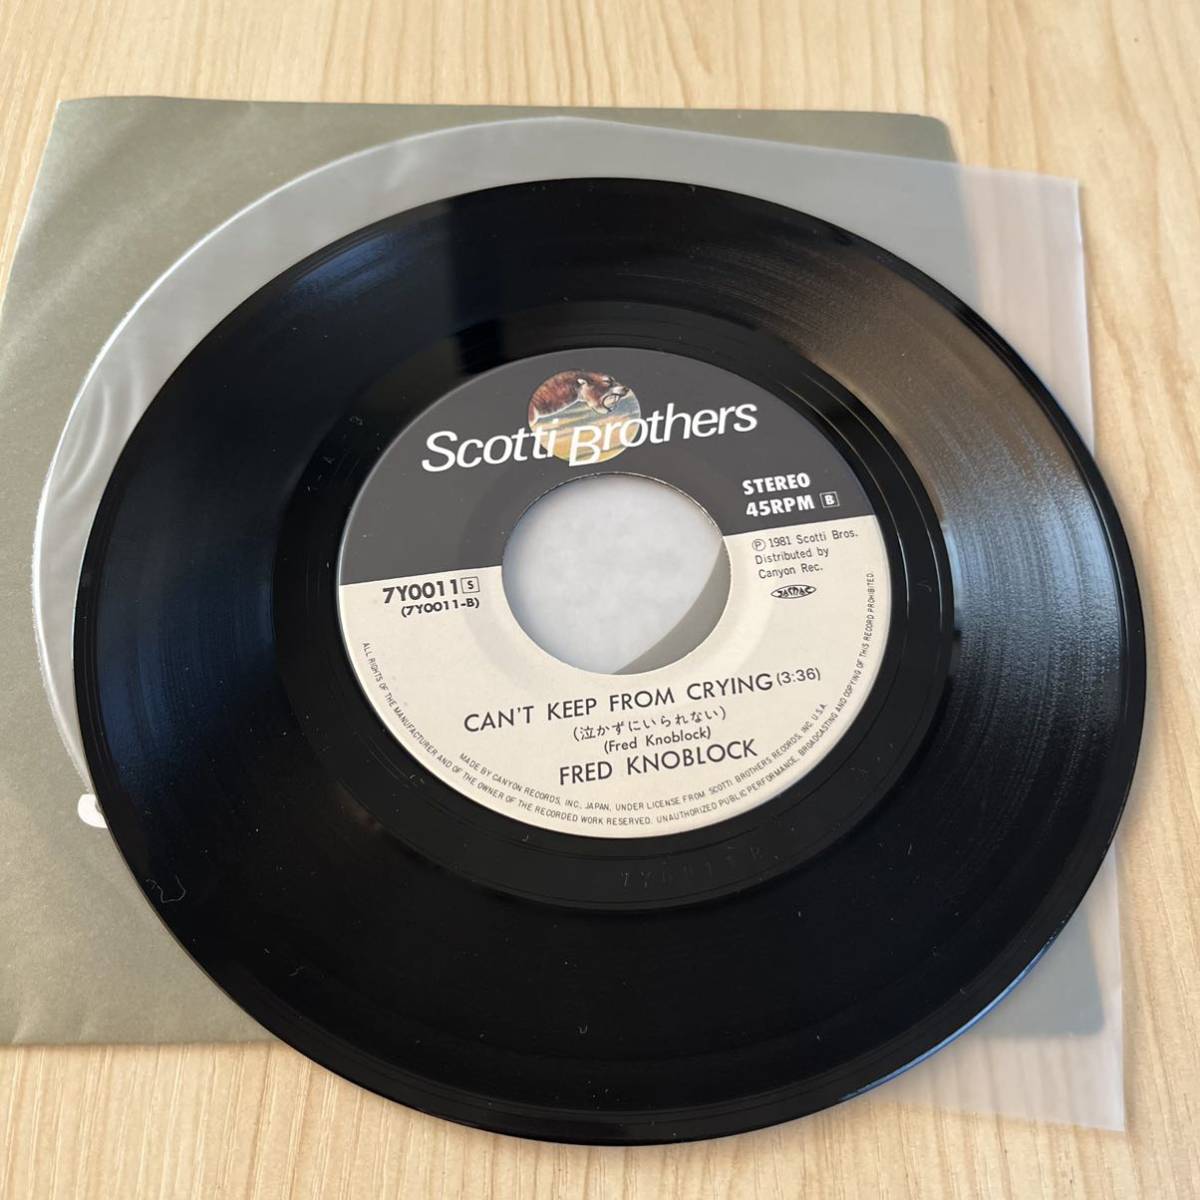 Scotti Brothers
STEREO
45RPM B
℗ 1981 Scotti Bros.
Distributed by
Canyon Rec.
JASRAC
7Y0011 S
(7Y0011-B)
CAN'T KEEP FROM CRYING (3:36)
(泣かずにいられない)
(Fred Knoblock)
FRED KNOBLOCK
MADE BY CANYON RECORDS, INC, JAPAN, UNDER LICENSE FROM SCOTTI BROTHERS RECORDS, INC. U.S.A.
ALL RIGHTS OF THE MANUFACTURER AND OF THE OWNER OF THE RECORDED WORK RESERVED. UNAUTHORIZED PUBLIC PERFORMANCE, BROADCASTING AND COPYING OF THIS RECORD PROHIBITED.